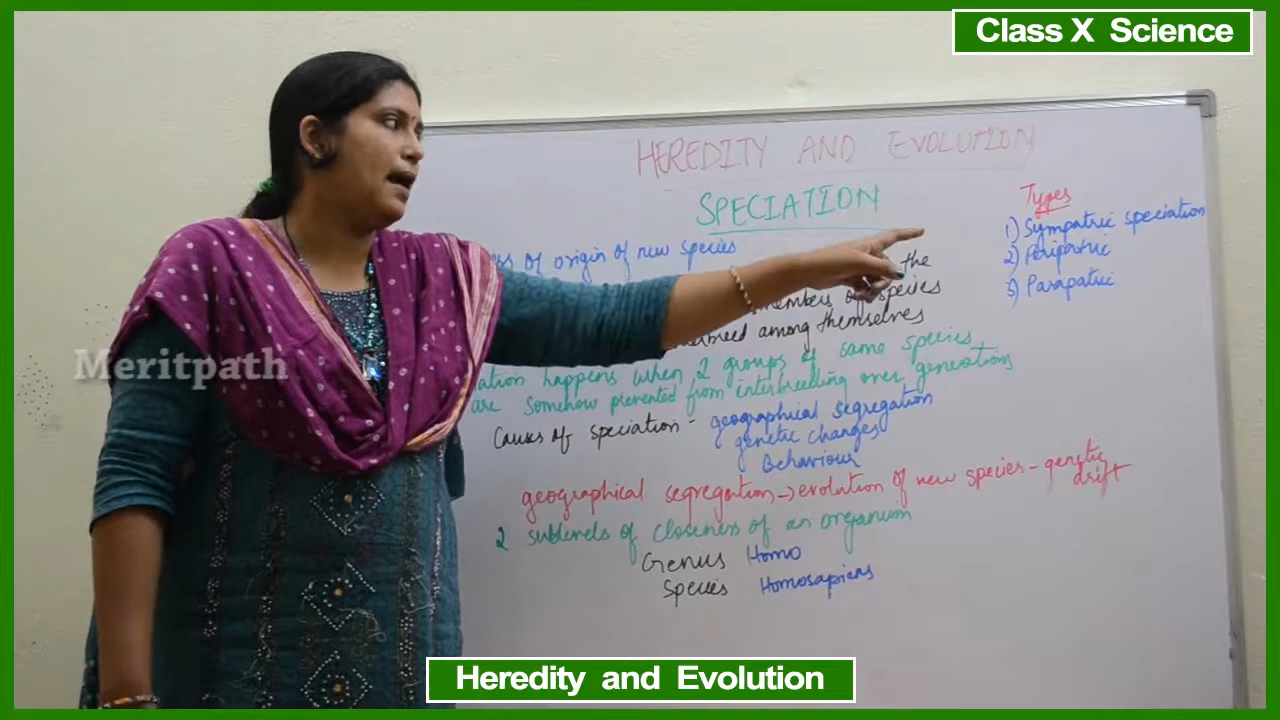 Class X Science
HEREDITY AND EVOLUTION
SPECIATION
Types
1) Sympatric speciation
2) Peripatric
3) Parapatric
of origin of new species
the
members of species
among themselves
happens when 2 groups of same species
are somehow prevented from interbreeding over generations
Causes of speciation - geographical segregation
genetic changes
Behaviour
geographical segregation → evolution of new species - genetic
drift
2 sublevels of closeness of an organism
Genus Homo
Species Homosapiens
Meritpath
Heredity and Evolution